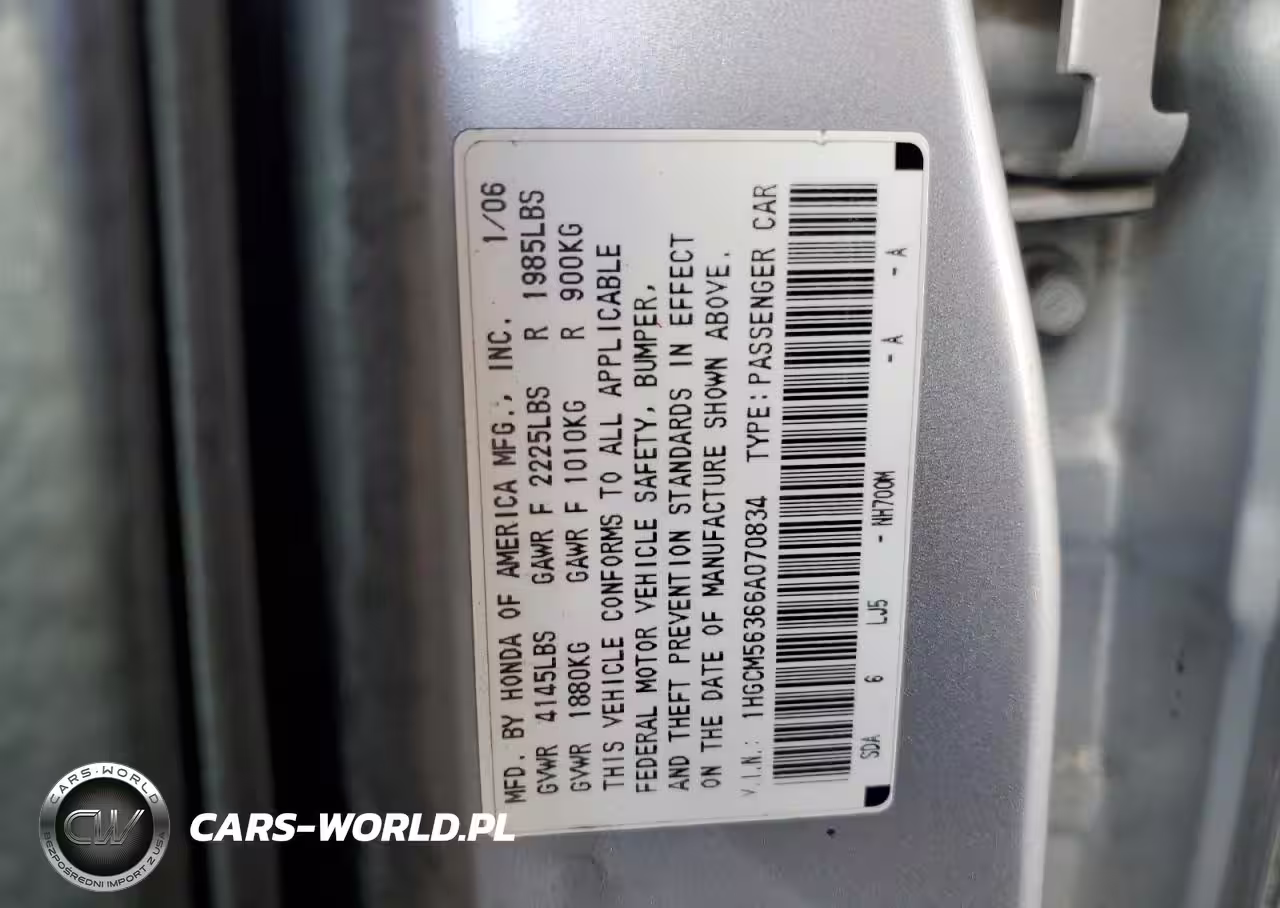 MFD. BY HONDA OF AMERICA MFG., INC. 1/06
GVWR 4145LBS GAWR F 2225LBS R 1985LBS
GVWR 1880KG GAWR F 1010KG R 900KG
THIS VEHICLE CONFORMS TO ALL APPLICABLE
FEDERAL MOTOR VEHICLE SAFETY, BUMPER,
AND THEFT PREVENTION STANDARDS IN EFFECT
ON THE DATE OF MANUFACTURE SHOWN ABOVE.
V.I.N.: 1HGCM56366A070834 TYPE:PASSENGER CAR
SDA 6 LJ5 - NH700M - A - A
CARS-WORLD
CW
BEZPOŚREDNI IMPORT Z USA
CARS-WORLD.PL